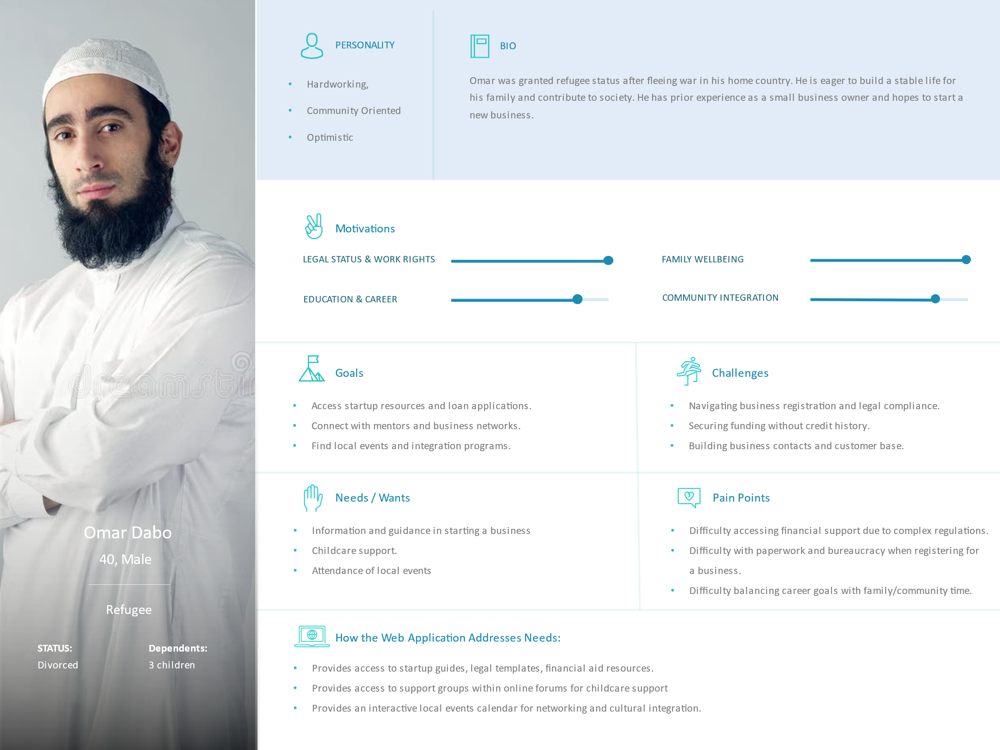 PERSONALITY
Hardworking,
Community Oriented
Optimistic
BIO
Omar was granted refugee status after fleeing war in his home country. He is eager to build a stable life for
his family and contribute to society. He has prior experience as a small business owner and hopes to start a
new business.
Motivations
LEGAL STATUS & WORK RIGHTS
FAMILY WELLBEING
EDUCATION & CAREER
COMMUNITY INTEGRATION
Goals
• Access startup resources and loan applications.
• Connect with mentors and business networks.
• Find local events and integration programs.
Challenges
• Navigating business registration and legal compliance.
• Securing funding without credit history.
• Building business contacts and customer base.
Needs / Wants
• Information and guidance in starting a business
• Childcare support.
• Attendance of local events
Pain Points
• Difficulty accessing financial support due to complex regulations.
• Difficulty with paperwork and bureaucracy when registering for
a business.
• Difficulty balancing career goals with family/community time.
How the Web Application Addresses Needs:
• Provides access to startup guides, legal templates, financial aid resources.
• Provides access to support groups within online forums for childcare support
• Provides an interactive local events calendar for networking and cultural integration.
dreamsti
Omar Dabo
40, Male
Refugee
STATUS:
Divorced
Dependents:
3 children